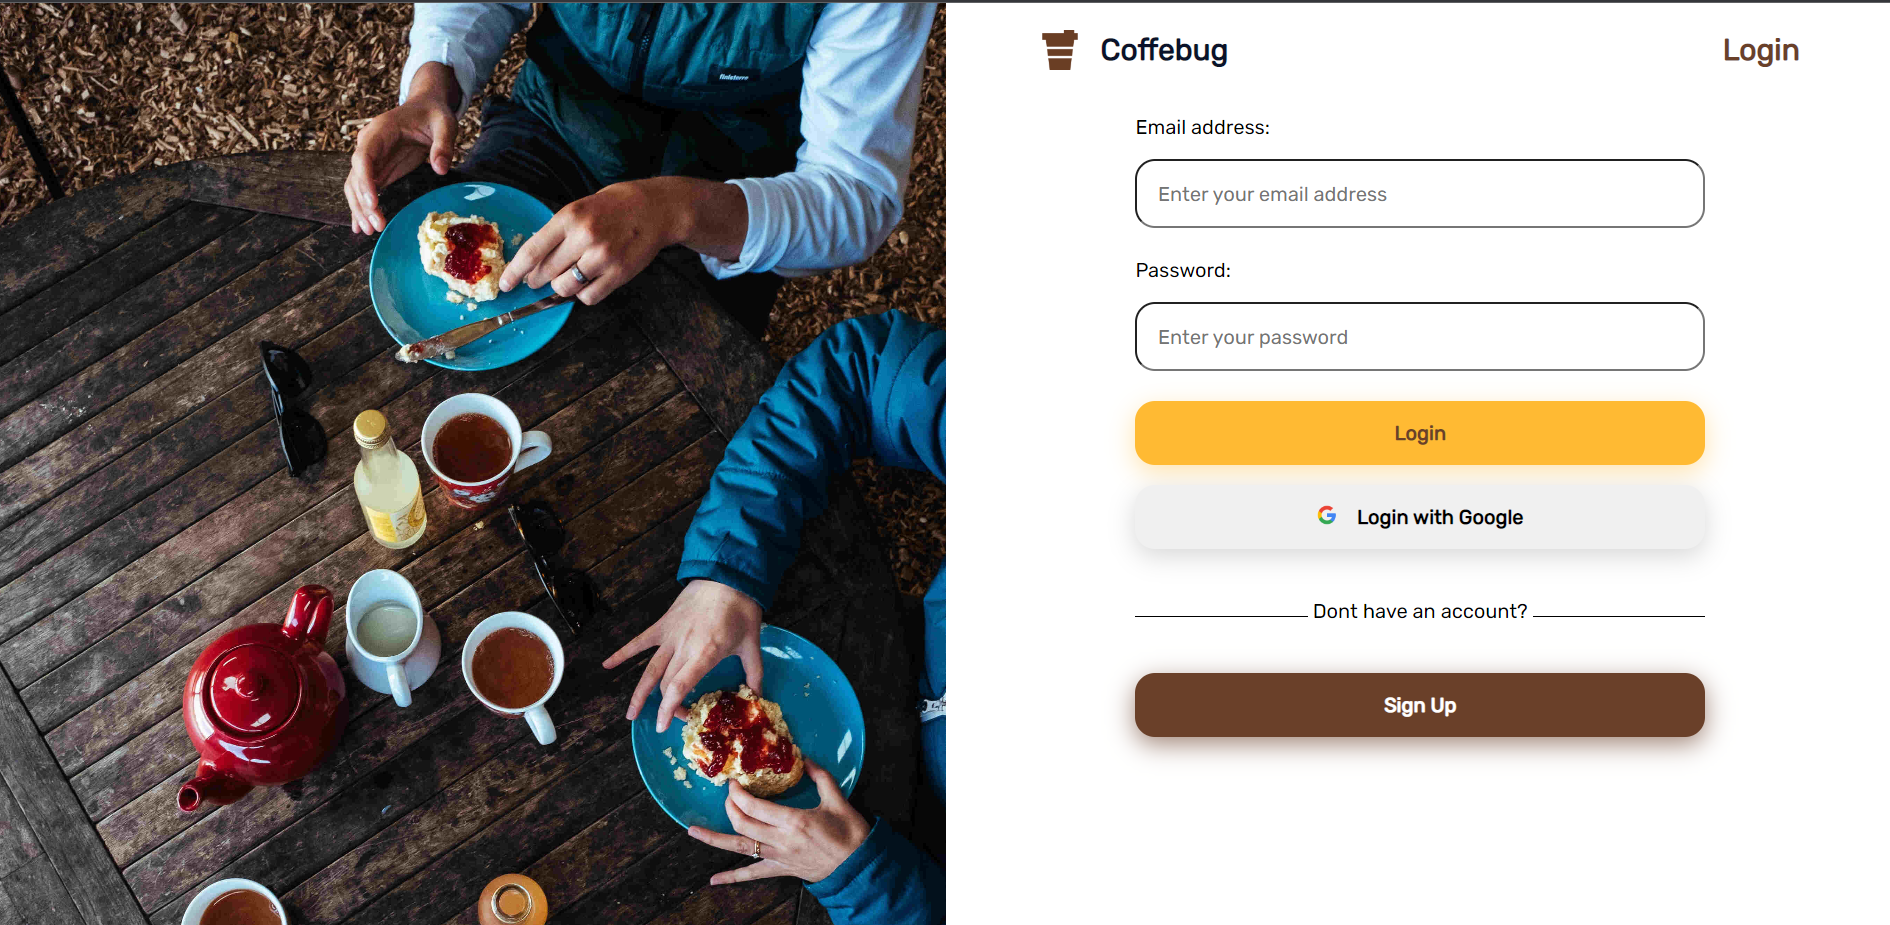 finisterre
Coffebug
Login
Email address:
Enter your email address
Password:
Enter your password
Login
Login with Google
Dont have an account?
Sign Up